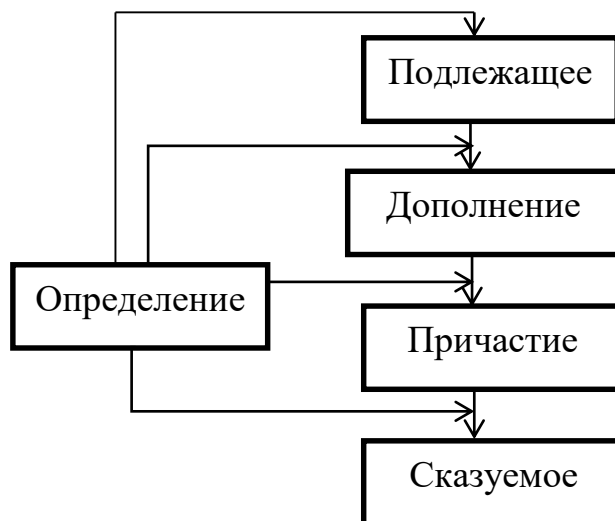 Подлежащее
Дополнение
Определение
Причастие
Сказуемое